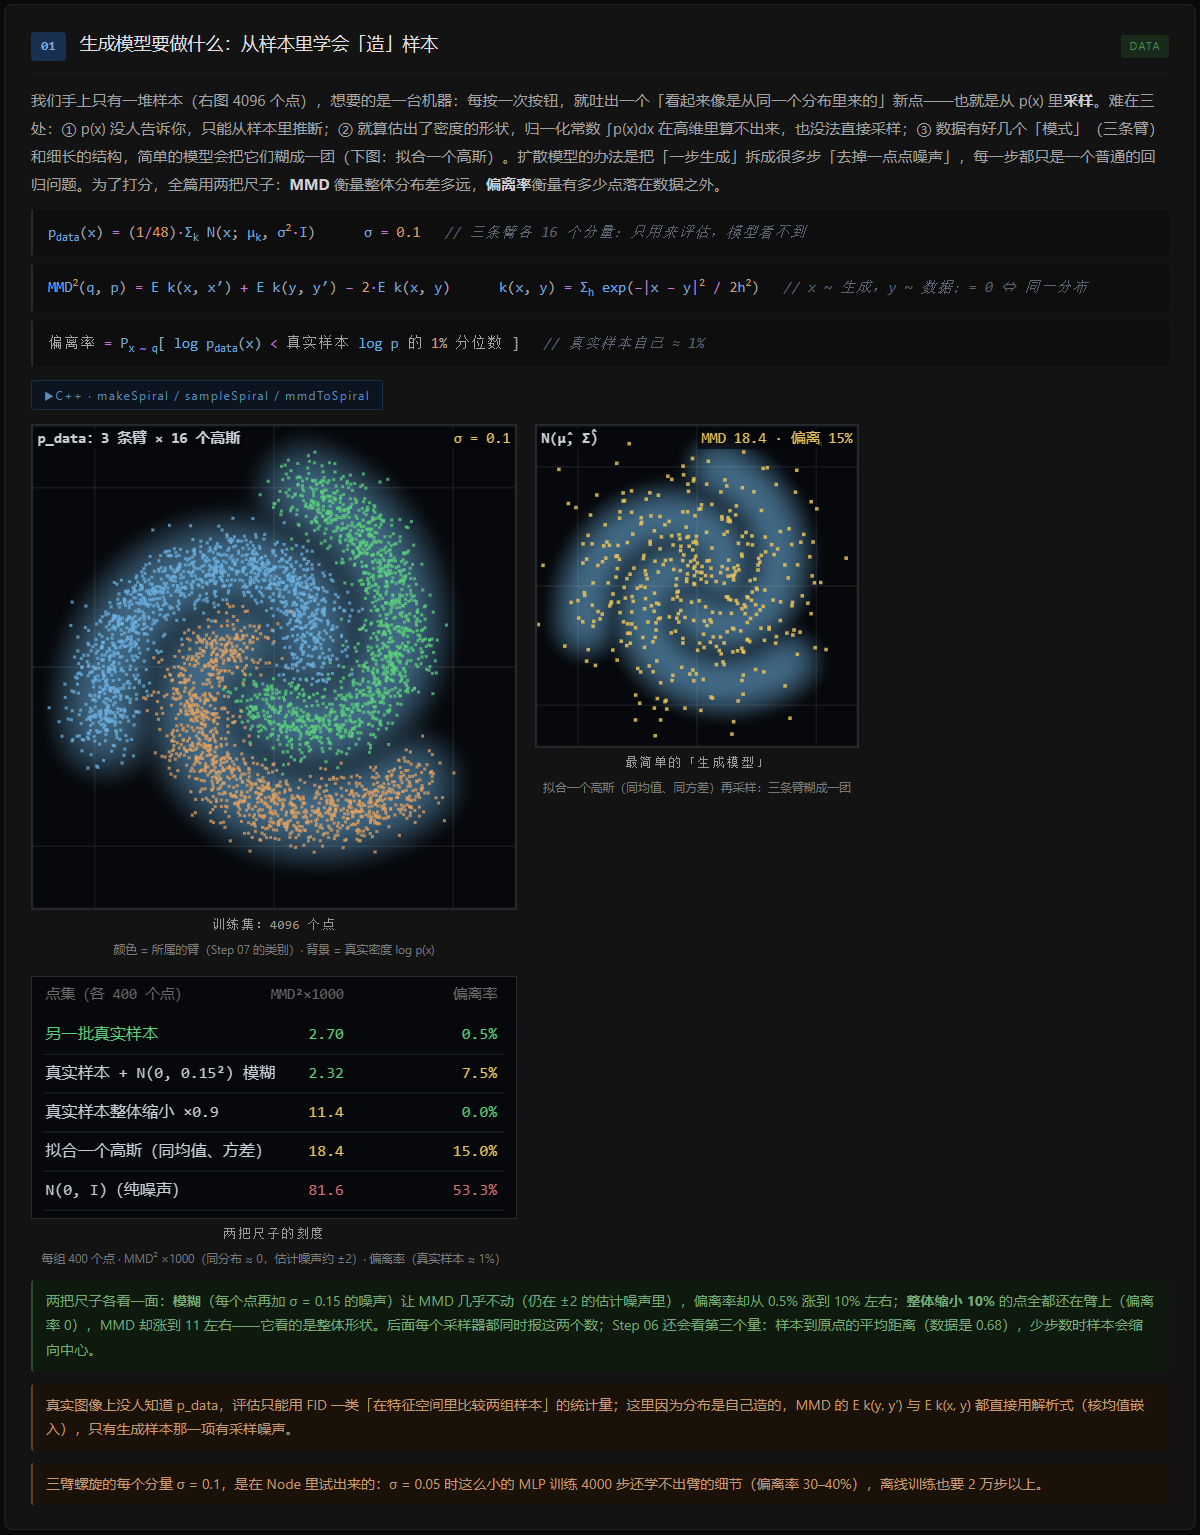 01 生成模型要做什么：从样本里学会「造」样本 DATA
我们手上只有一堆样本（右图 4096 个点），想要的是一台机器：每按一次按钮，就吐出一个「看起来像是从同一个分布里来的」新点——也就是从 p(x) 里采样。难在三
处：① p(x) 没人告诉你，只能从样本里推断；② 就算估出了密度的形状，归一化常数 ∫p(x)dx 在高维里算不出来，也没法直接采样；③ 数据有好几个「模式」（三条臂）
和细长的结构，简单的模型会把它们糊成一团（下图：拟合一个高斯）。扩散模型的办法是把「一步生成」拆成很多步「去掉一点点噪声」，每一步都只是一个普通的回
归问题。为了打分，全篇用两把尺子：MMD 衡量整体分布差多远，偏离率衡量有多少点落在数据之外。
p_data(x) = (1/48)·Σ_k N(x; μ_k, σ²·I) σ = 0.1 // 三条臂各 16 个分量；只用来评估，模型看不到
MMD²(q, p) = E k(x, x′) + E k(y, y′) − 2·E k(x, y) k(x, y) = Σ_h exp(−|x − y|² / 2h²) // x ~ 生成，y ~ 数据；= 0 ⇔ 同一分布
偏离率 = P_x ~ q[ log p_data(x) < 真实样本 log p 的 1% 分位数 ] // 真实样本自己 ≈ 1%
▶C++ · makeSpiral / sampleSpiral / mmdToSpiral
p_data: 3 条臂 × 16 个高斯 σ = 0.1
N(μ̂, Σ̂) MMD 18.4 · 偏离 15%
最简单的「生成模型」
拟合一个高斯（同均值、同方差）再采样：三条臂糊成一团
训练集：4096 个点
颜色 = 所属的臂（Step 07 的类别）· 背景 = 真实密度 log p(x)
点集（各 400 个点） MMD²×1000 偏离率
另一批真实样本 2.70 0.5%
真实样本 + N(0, 0.15²) 模糊 2.32 7.5%
真实样本整体缩小 ×0.9 11.4 0.0%
拟合一个高斯（同均值、方差） 18.4 15.0%
N(0, I)（纯噪声） 81.6 53.3%
两把尺子的刻度
每组 400 个点 · MMD² ×1000（同分布 ≈ 0，估计噪声约 ±2）· 偏离率（真实样本 ≈ 1%）
两把尺子各看一面：模糊（每个点再加 σ = 0.15 的噪声）让 MMD 几乎不动（仍在 ±2 的估计噪声里），偏离率却从 0.5% 涨到 10% 左右；整体缩小 10% 的点全都还在臂上（偏离
率 0），MMD 却涨到 11 左右——它看的是整体形状。后面每个采样器都同时报这两个数；Step 06 还会看第三个量：样本到原点的平均距离（数据是 0.68），少步数时样本会缩
向中心。
真实图像上没人知道 p_data，评估只能用 FID 一类「在特征空间里比较两组样本」的统计量；这里因为分布是自己造的，MMD 的 E k(y, y′) 与 E k(x, y) 都直接用解析式（核均值嵌
入），只有生成样本那一项有采样噪声。
三臂螺旋的每个分量 σ = 0.1，是在 Node 里试出来的：σ = 0.05 时这么小的 MLP 训练 4000 步还学不出臂的细节（偏离率 30–40%），离线训练也要 2 万步以上。